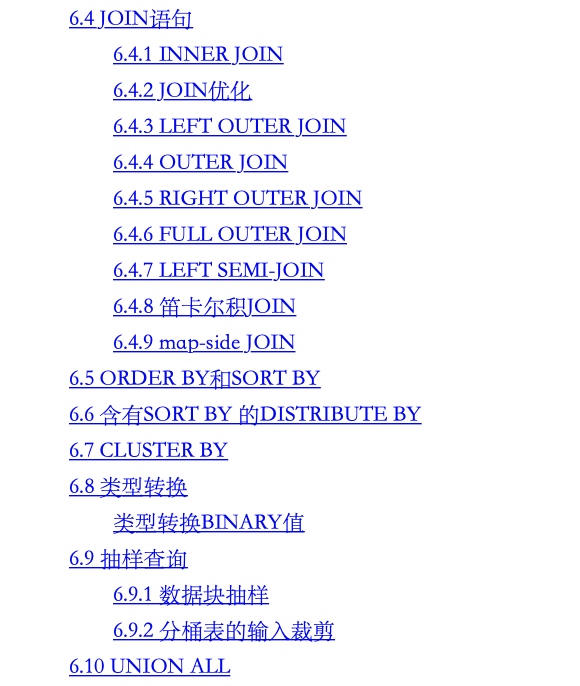 6.4 JOIN语句
6.4.1 INNER JOIN
6.4.2 JOIN优化
6.4.3 LEFT OUTER JOIN
6.4.4 OUTER JOIN
6.4.5 RIGHT OUTER JOIN
6.4.6 FULL OUTER JOIN
6.4.7 LEFT SEMI-JOIN
6.4.8 笛卡尔积JOIN
6.4.9 map-side JOIN
6.5 ORDER BY和SORT BY
6.6 含有SORT BY 的DISTRIBUTE BY
6.7 CLUSTER BY
6.8 类型转换
类型转换BINARY值
6.9 抽样查询
6.9.1 数据块抽样
6.9.2 分桶表的输入裁剪
6.10 UNION ALL